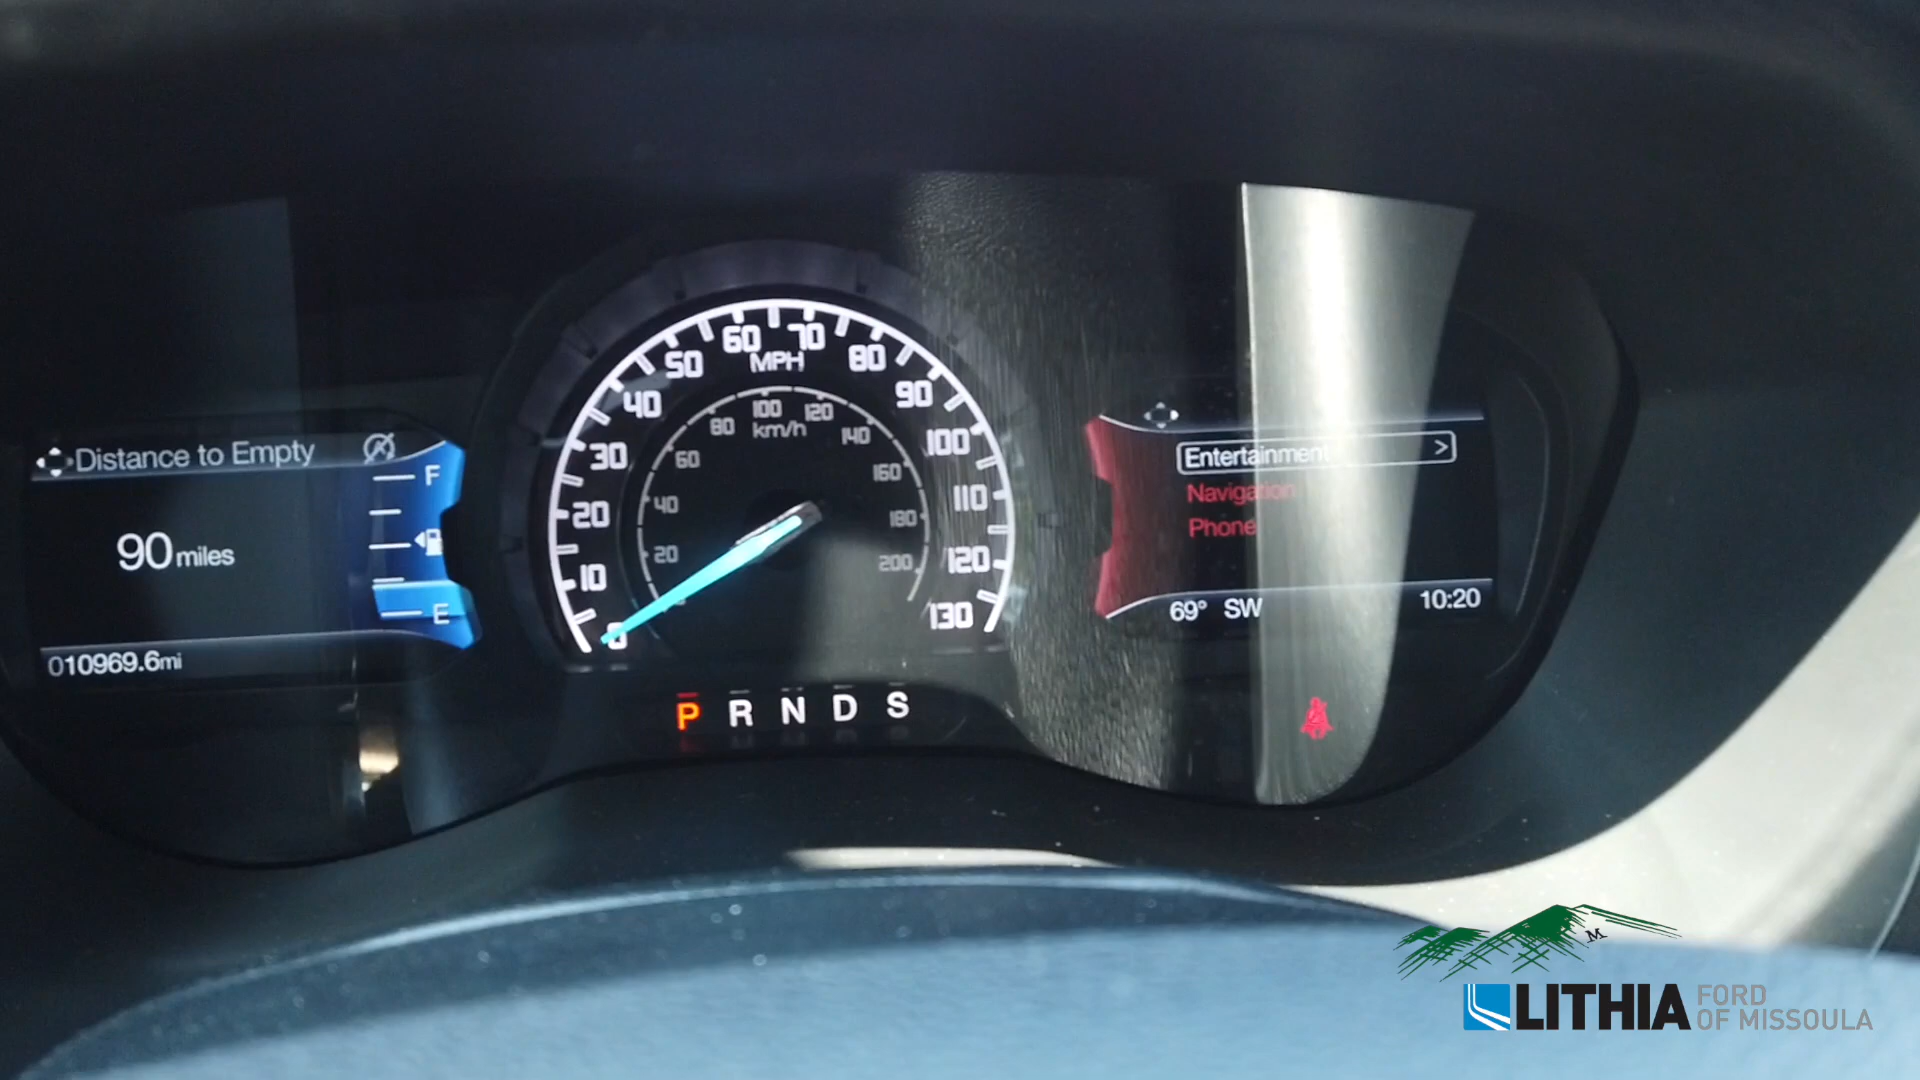 Distance to Empty
F
90 miles
E
010969.6mi
0
10
20
30
40
50
60
70
80
90
100
110
120
130
MPH
20
40
60
80
100
120
140
160
180
200
km/h
P R N D S
Entertainment >
Navigation
Phone
69° SW 10:20
M
LITHIA FORD
OF MISSOULA